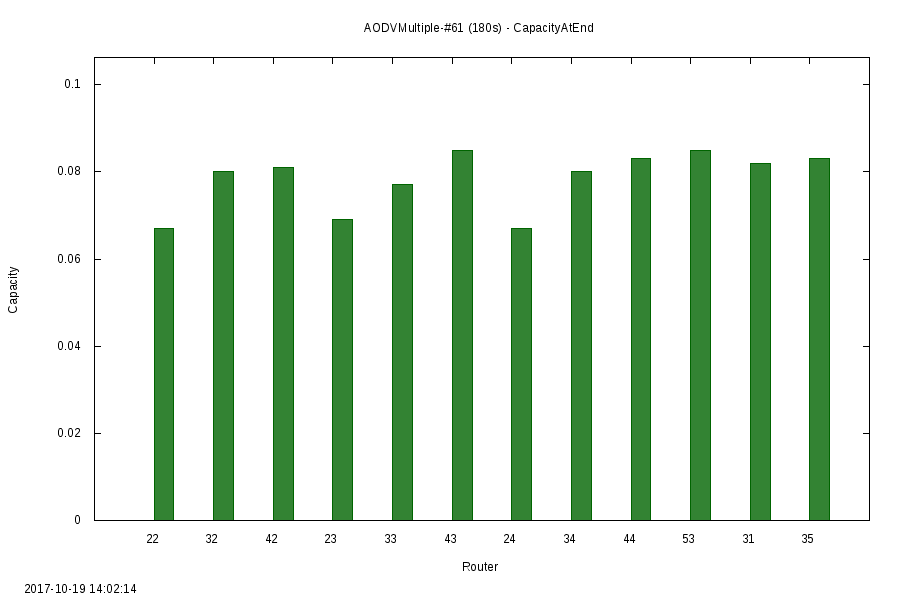 AODVMultiple-#61 (180s) - CapacityAtEnd
0.1
0.08
0.06
0.04
0.02
0
Capacity
22 32 42 23 33 43 24 34 44 53 31 35
Router
2017-10-19 14:02:14